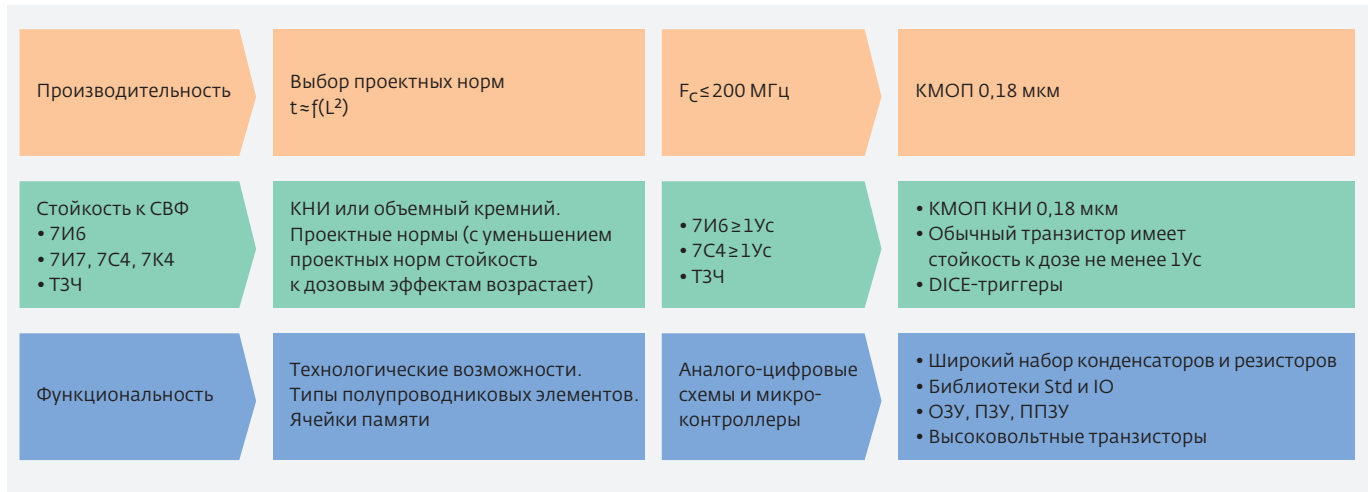 Производительность
Выбор проектных норм
t≈f(L²)
F_C≤200 МГц
КМОП 0,18 мкм
Стойкость к СВФ
• 7И6
• 7И7, 7С4, 7К4
• ТЗЧ
КНИ или объемный кремний.
Проектные нормы (с уменьшением
проектных норм стойкость
к дозовым эффектам возрастает)
• 7И6≥1Ус
• 7С4≥1Ус
• ТЗЧ
• КМОП КНИ 0,18 мкм
• Обычный транзистор имеет
стойкость к дозе не менее 1Ус
• DICE-триггеры
Функциональность
Технологические возможности.
Типы полупроводниковых элементов.
Ячейки памяти
Аналого-цифровые
схемы и микро-
контроллеры
• Широкий набор конденсаторов и резисторов
• Библиотеки Std и IO
• ОЗУ, ПЗУ, ППЗУ
• Высоковольтные транзисторы